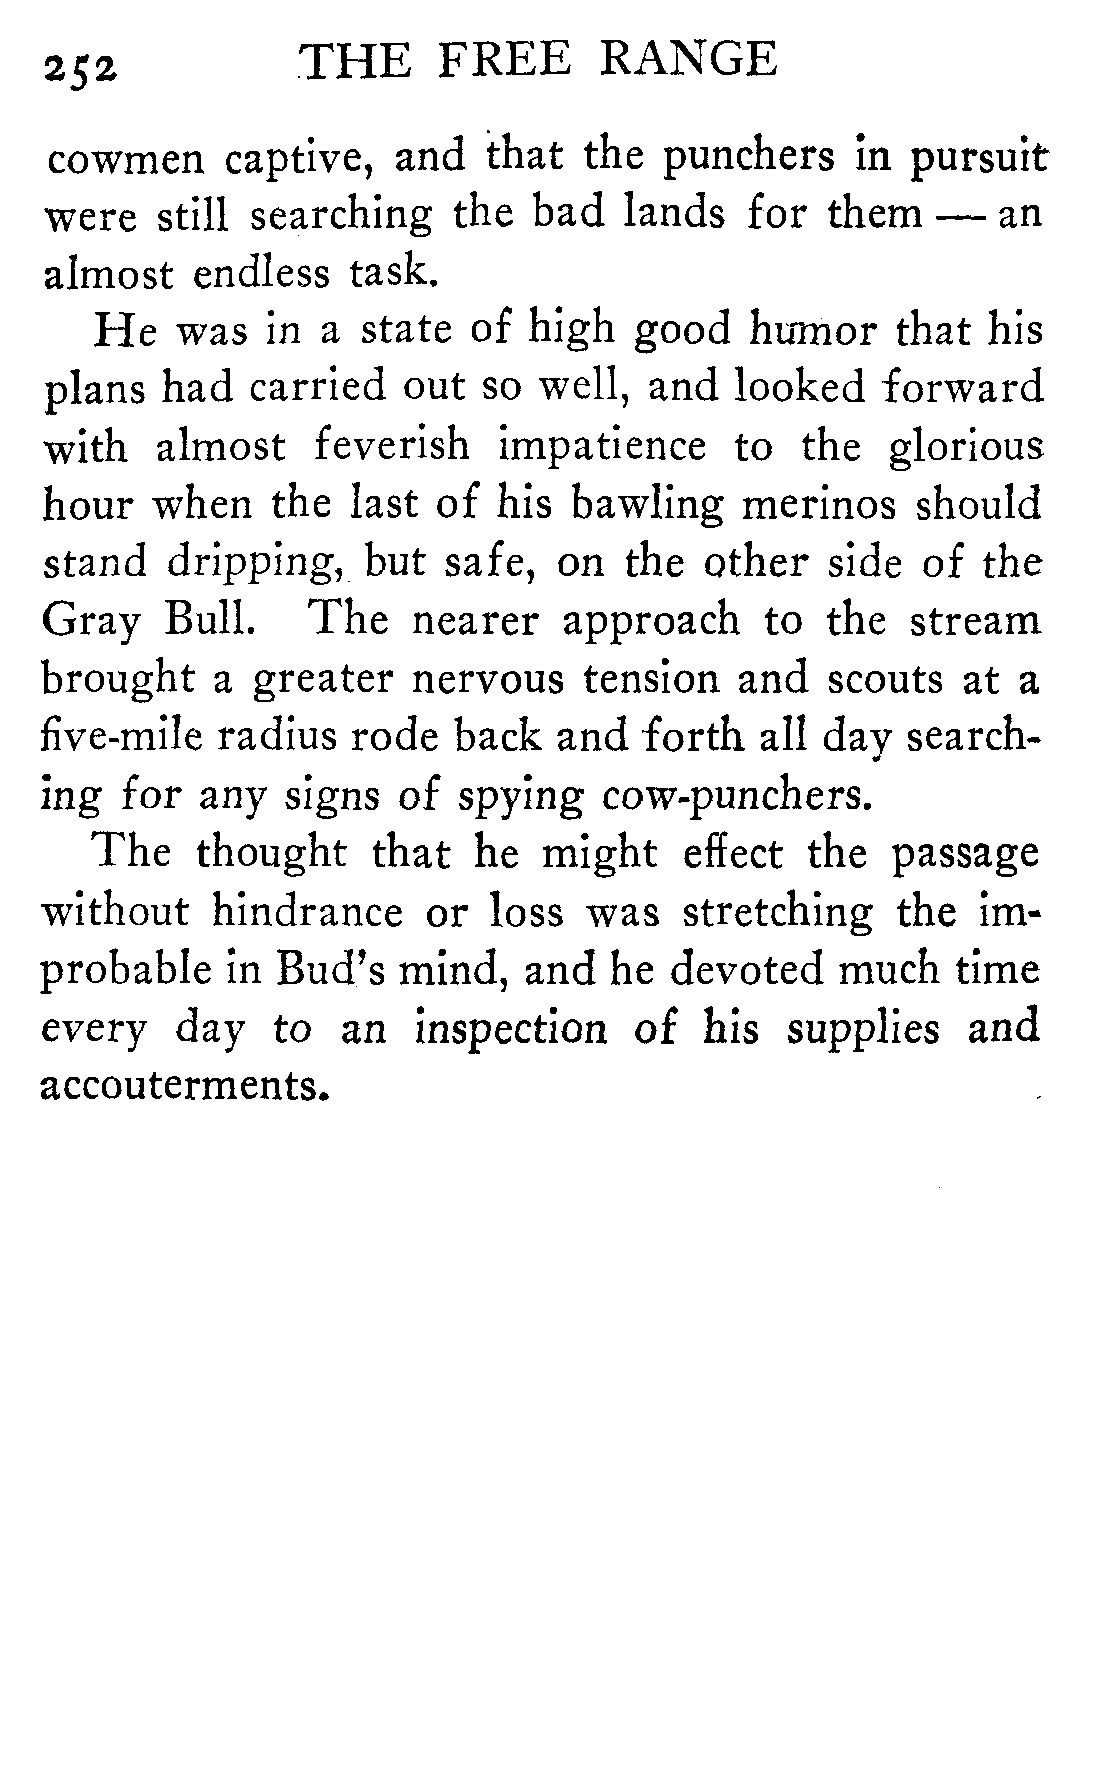 252 THE FREE RANGE
cowmen captive, and that the punchers in pursuit
were still searching the bad lands for them — an
almost endless task.
He was in a state of high good humor that his
plans had carried out so well, and looked forward
with almost feverish impatience to the glorious
hour when the last of his bawling merinos should
stand dripping, but safe, on the other side of the
Gray Bull. The nearer approach to the stream
brought a greater nervous tension and scouts at a
five-mile radius rode back and forth all day search-
ing for any signs of spying cow-punchers.
The thought that he might effect the passage
without hindrance or loss was stretching the im-
probable in Bud's mind, and he devoted much time
every day to an inspection of his supplies and
accouterments.